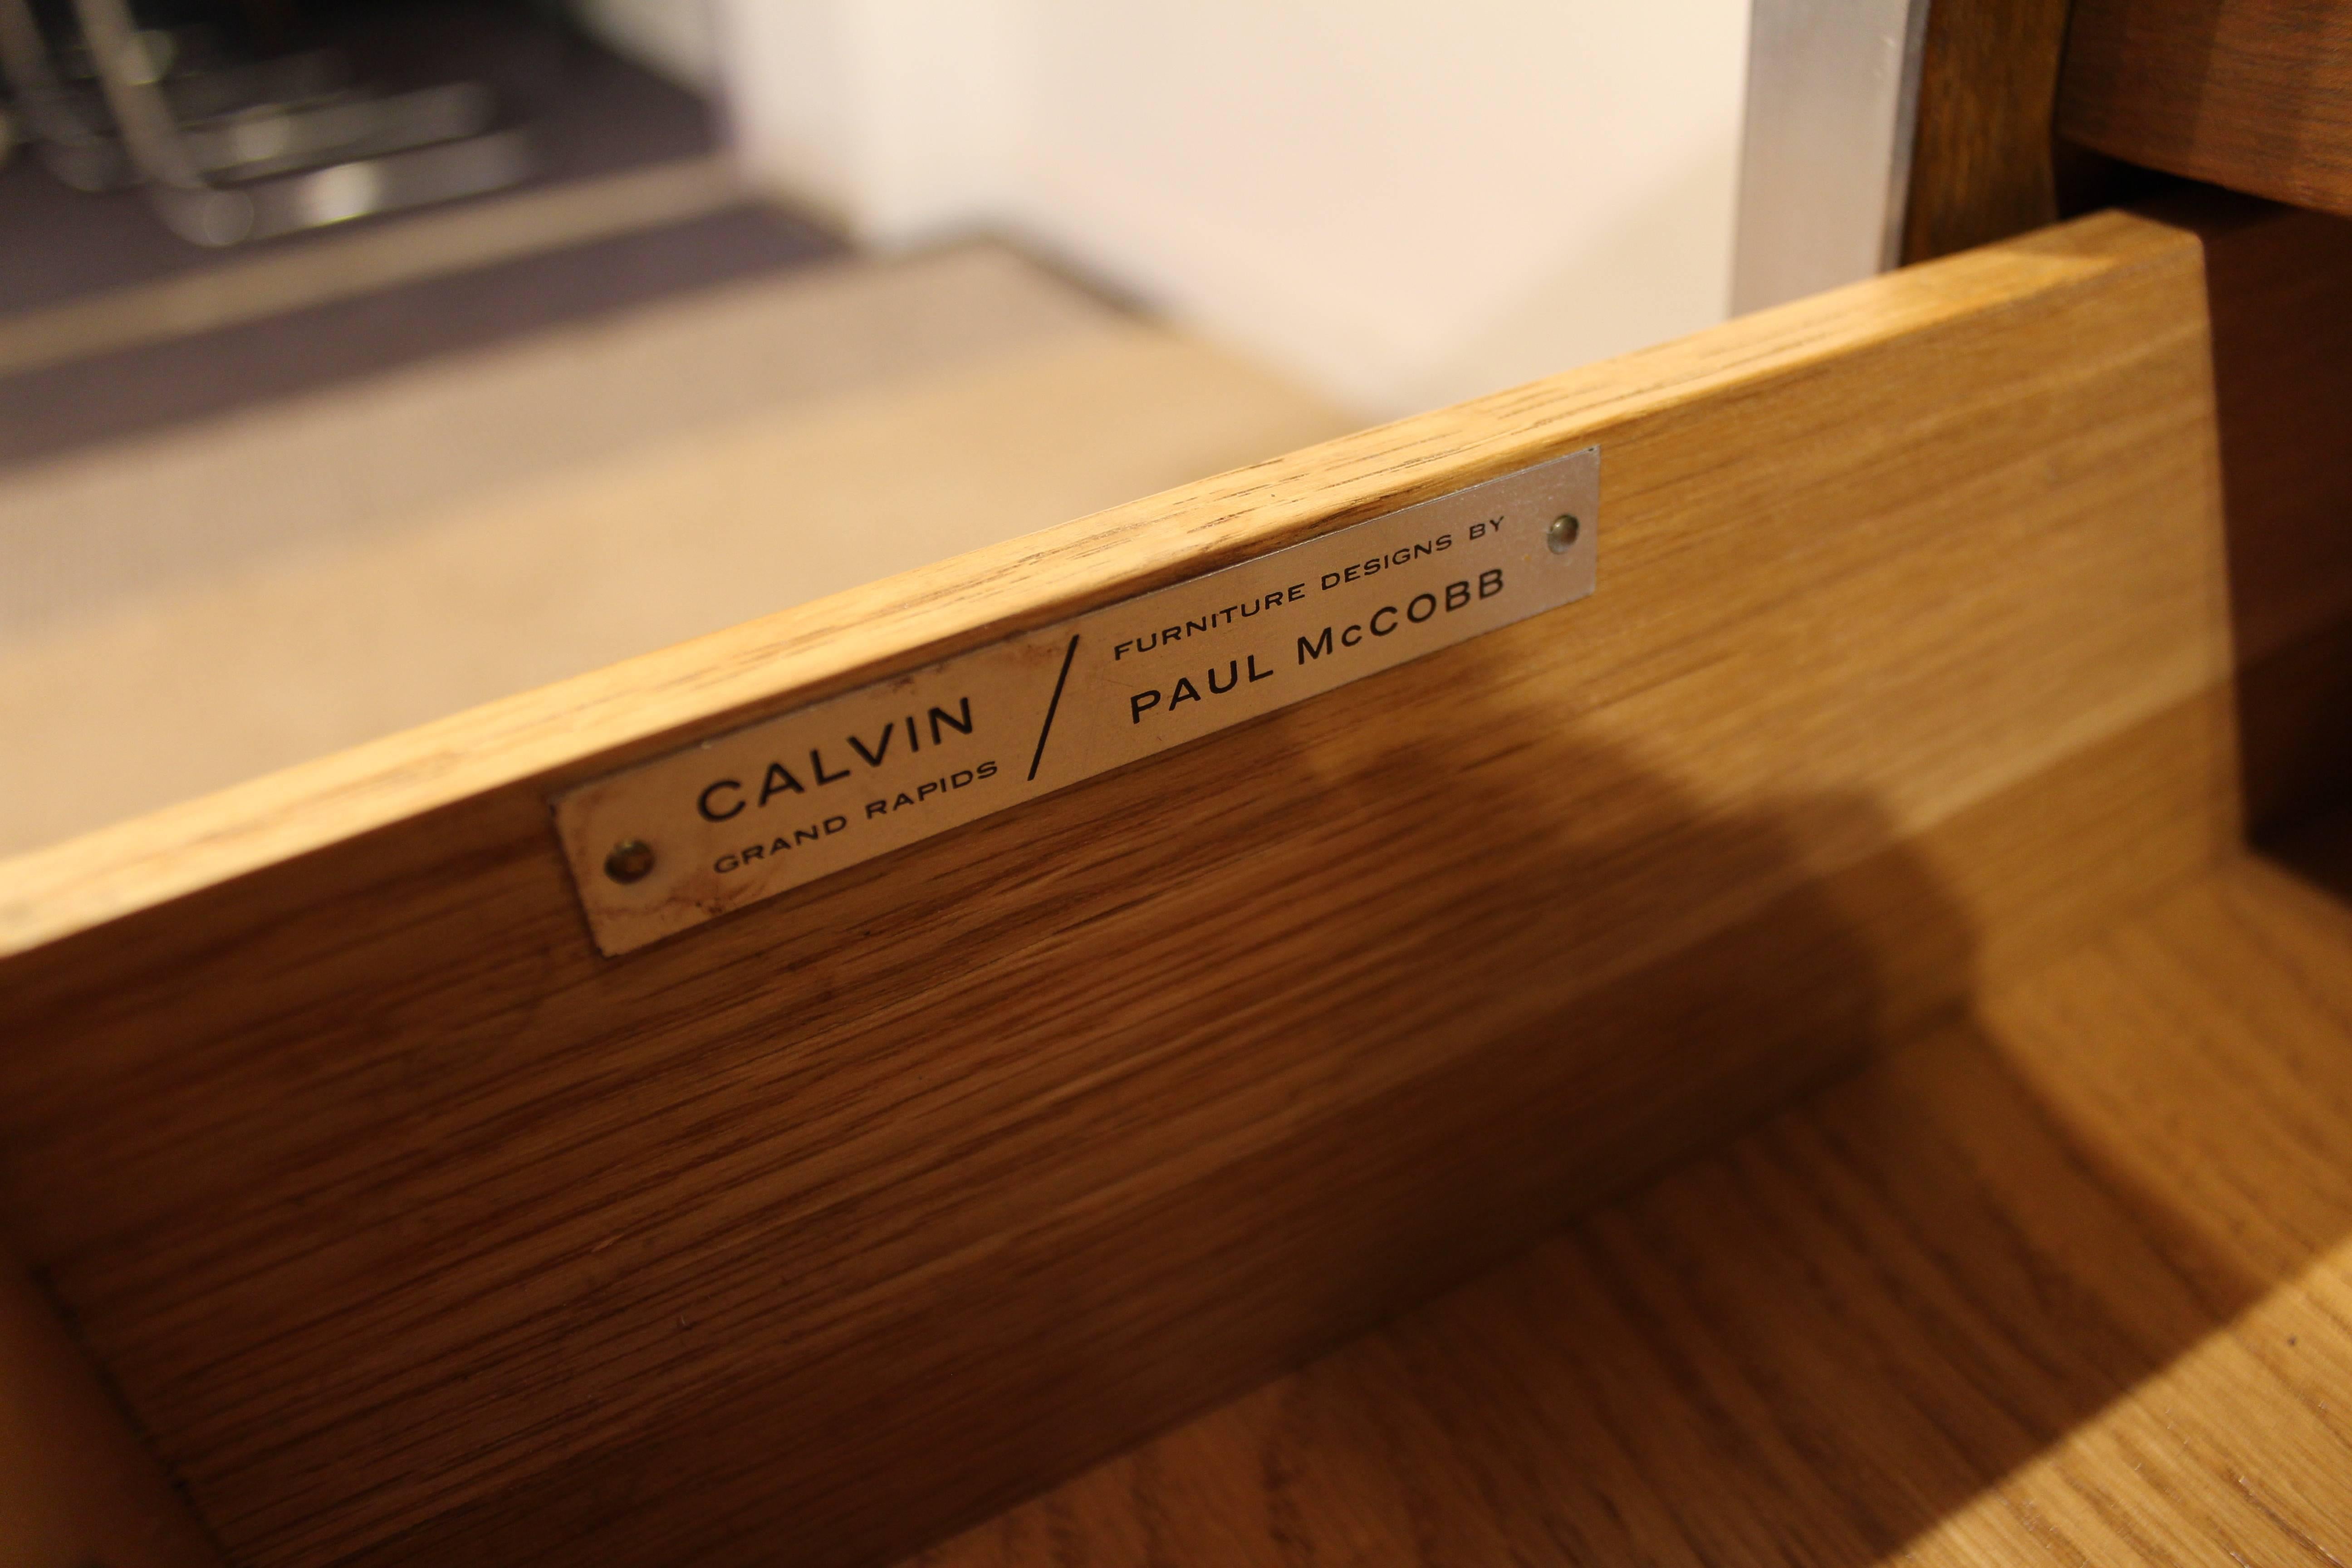 CALVIN
GRAND RAPIDS
/
FURNITURE DESIGNS BY
PAUL McCOBB